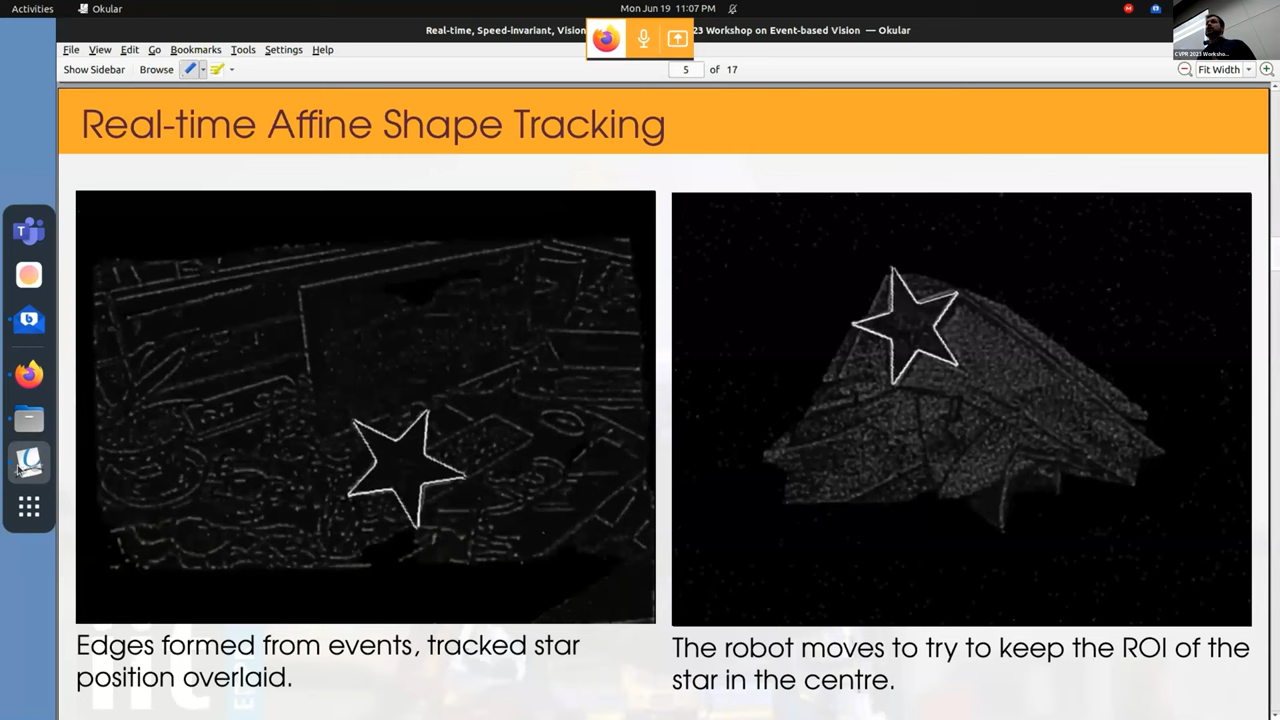 Activities
Okular
Mon Jun 19 11:07 PM
Real-time, Speed-invariant, Vision
23 Workshop on Event-based Vision — Okular
File View Edit Go Bookmarks Tools Settings Help
Show Sidebar Browse 5 of 17 Fit Width
CVPR 2023 Worksho...
Real-time Affine Shape Tracking
Edges formed from events, tracked star
position overlaid.
The robot moves to try to keep the ROI of the
star in the centre.